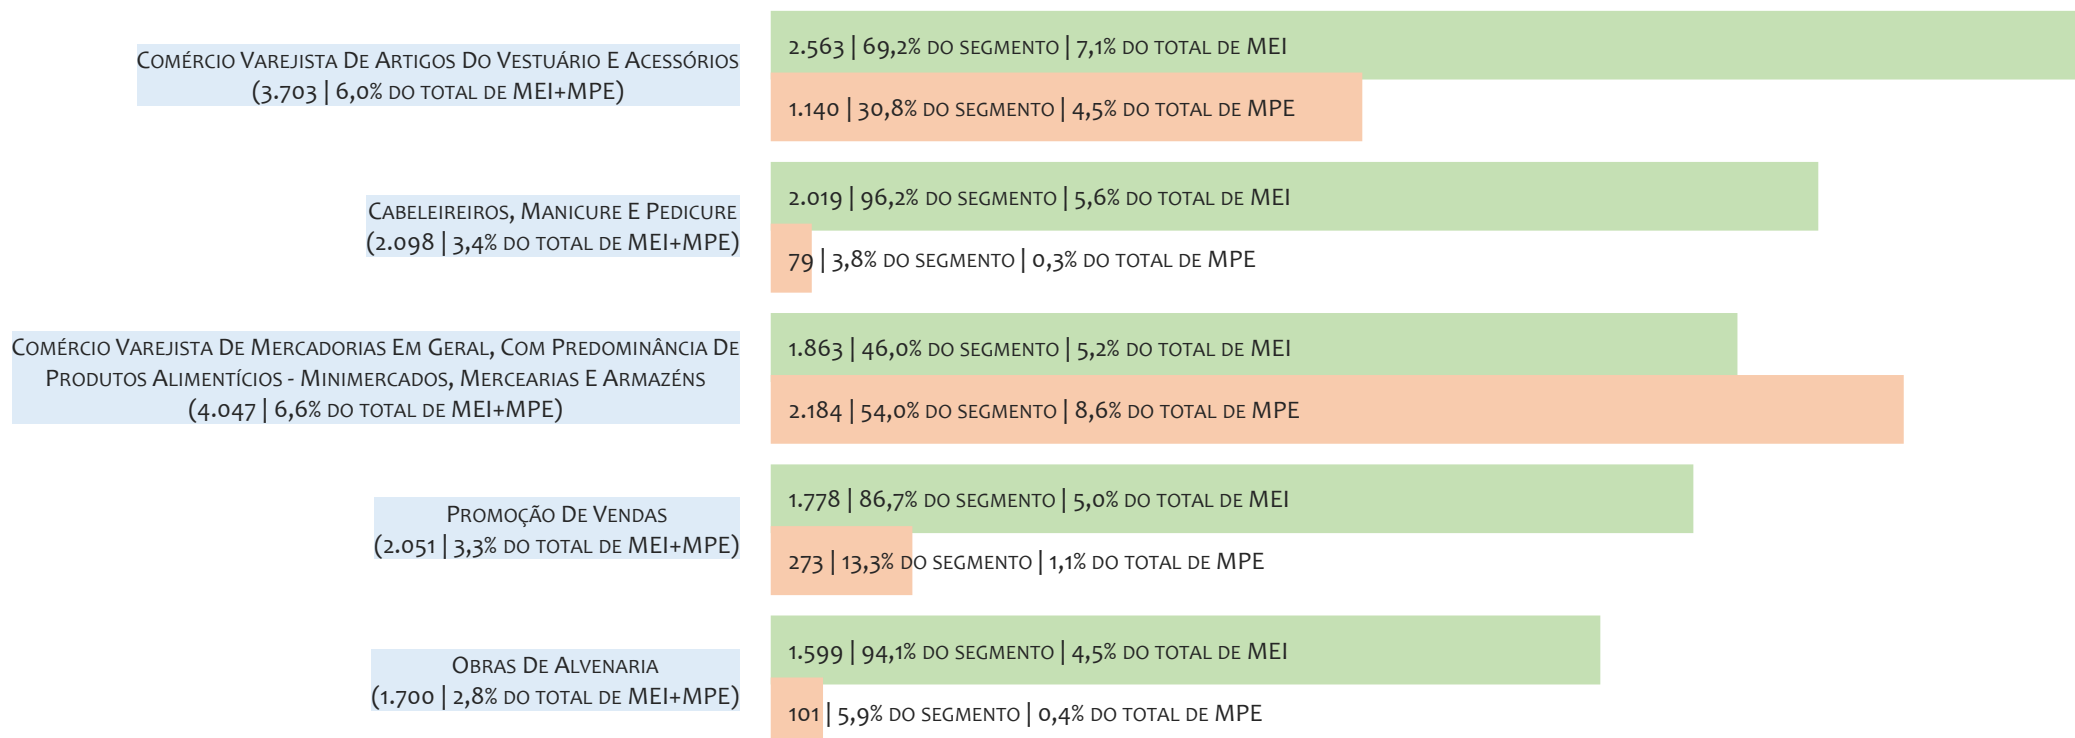 Comércio Varejista De Artigos Do Vestuário E Acessórios
(3.703 | 6,0% do total de MEI+MPE)
2.563 | 69,2% do segmento | 7,1% do total de MEI
1.140 | 30,8% do segmento | 4,5% do total de MPE
Cabeleireiros, Manicure E Pedicure
(2.098 | 3,4% do total de MEI+MPE)
2.019 | 96,2% do segmento | 5,6% do total de MEI
79 | 3,8% do segmento | 0,3% do total de MPE
Comércio Varejista De Mercadorias Em Geral, Com Predominância De
Produtos Alimentícios - Minimercados, Mercearias E Armazéns
(4.047 | 6,6% do total de MEI+MPE)
1.863 | 46,0% do segmento | 5,2% do total de MEI
2.184 | 54,0% do segmento | 8,6% do total de MPE
Promoção De Vendas
(2.051 | 3,3% do total de MEI+MPE)
1.778 | 86,7% do segmento | 5,0% do total de MEI
273 | 13,3% do segmento | 1,1% do total de MPE
Obras De Alvenaria
(1.700 | 2,8% do total de MEI+MPE)
1.599 | 94,1% do segmento | 4,5% do total de MEI
101 | 5,9% do segmento | 0,4% do total de MPE